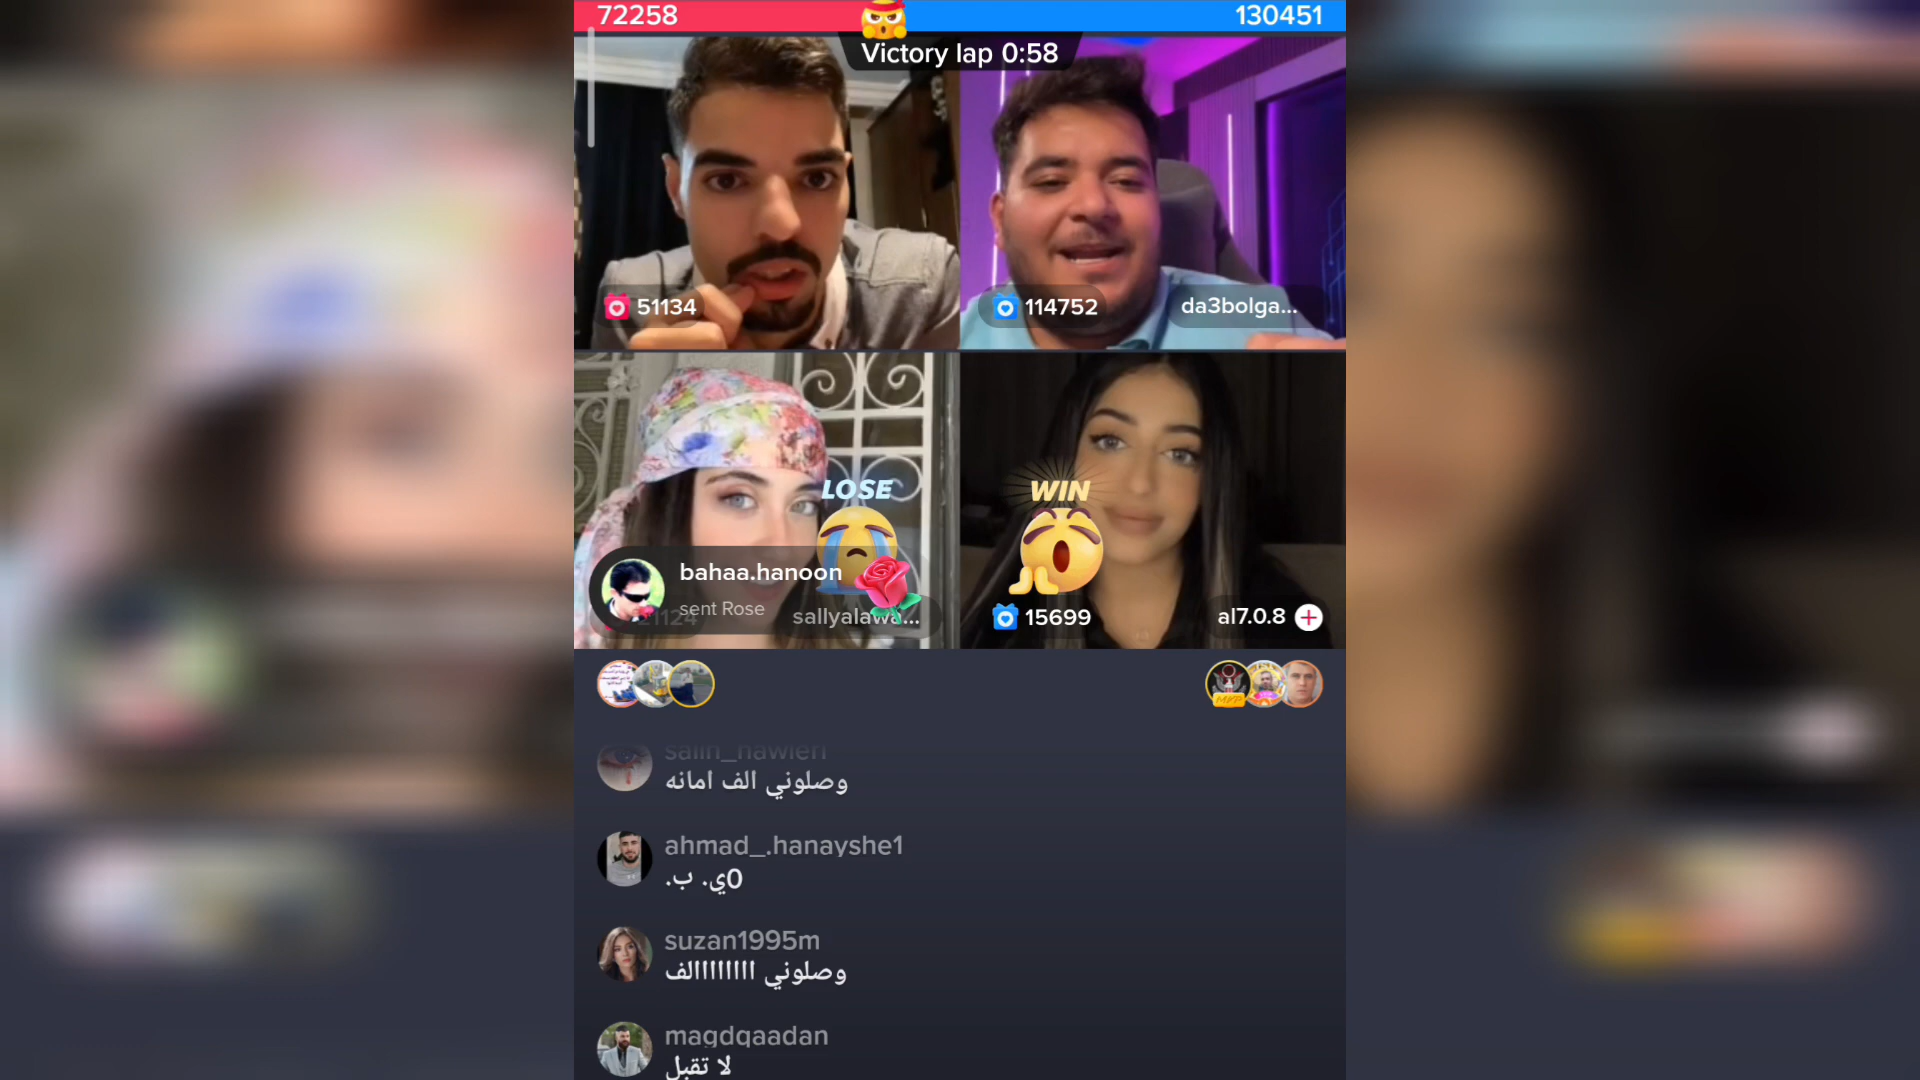 72258
130451
Victory lap 0:58
51134
114752
da3bolga...
LOSE
WIN
bahaa.hanoon
sent Rose
sallyalawa...
15699
al7.0.8
وصلوني الف امانه
ahmad_.hanayshe1
0ي. ب.
suzan1995m
وصلوني اااااااالف
magdqaadan
لا تقبل